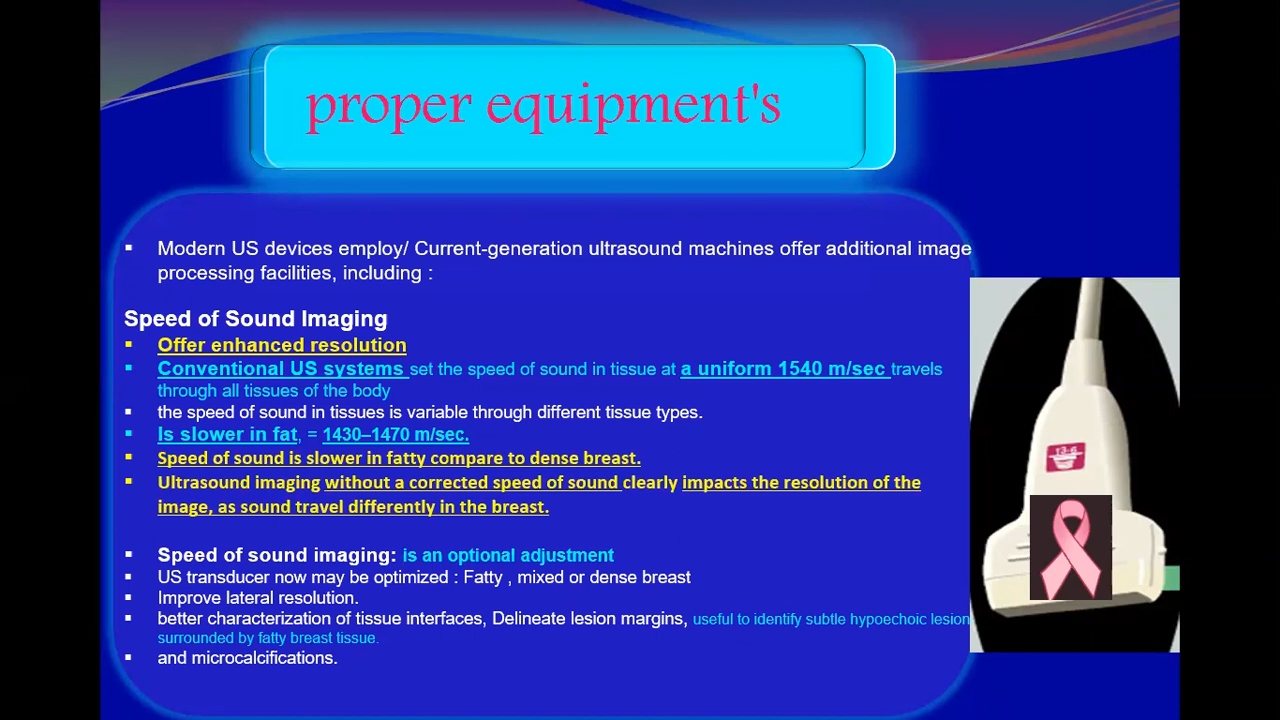 proper equipment's
Modern US devices employ/ Current-generation ultrasound machines offer additional image
processing facilities, including :
Speed of Sound Imaging
Offer enhanced resolution
Conventional US systems set the speed of sound in tissue at a uniform 1540 m/sec travels
through all tissues of the body
the speed of sound in tissues is variable through different tissue types.
Is slower in fat, = 1430–1470 m/sec.
Speed of sound is slower in fatty compare to dense breast.
Ultrasound imaging without a corrected speed of sound clearly impacts the resolution of the
image, as sound travel differently in the breast.
Speed of sound imaging: is an optional adjustment
US transducer now may be optimized : Fatty , mixed or dense breast
Improve lateral resolution.
better characterization of tissue interfaces, Delineate lesion margins, useful to identify subtle hypoechoic lesion
surrounded by fatty breast tissue.
and microcalcifications.